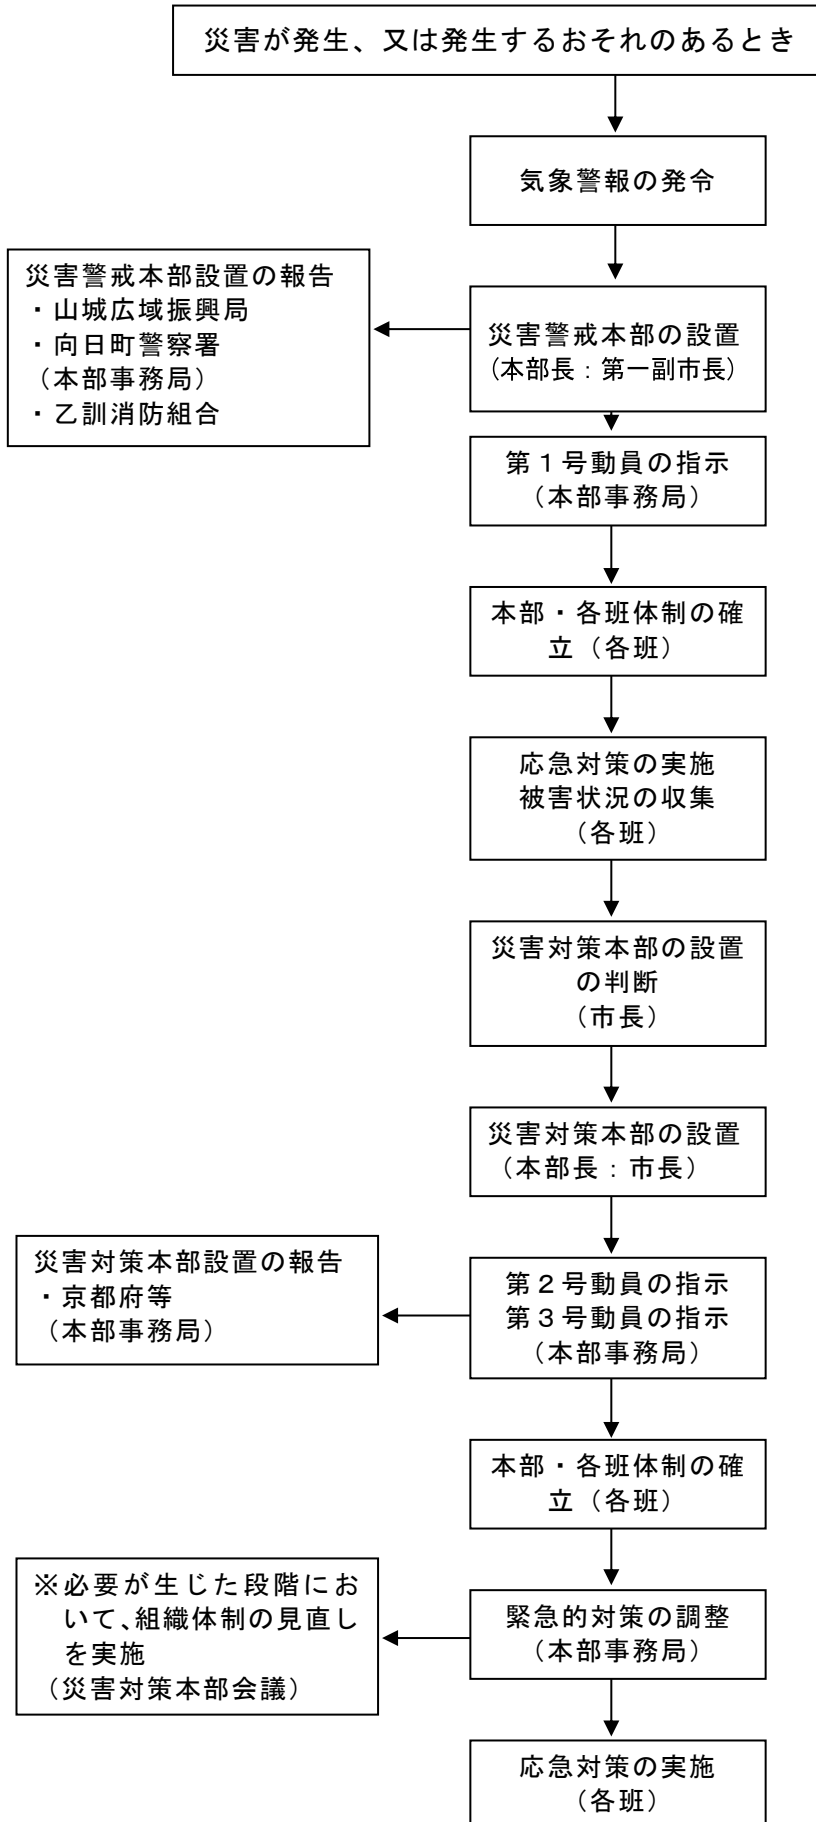 災害が発生、又は発生するおそれのあるとき
気象警報の発令
災害警戒本部設置の報告
・山城広域振興局
・向日町警察署
（本部事務局）
・乙訓消防組合
災害警戒本部の設置
（本部長：第一副市長）
第１号動員の指示
（本部事務局）
本部・各班体制の確
立（各班）
応急対策の実施
被害状況の収集
（各班）
災害対策本部の設置
の判断
（市長）
災害対策本部の設置
（本部長：市長）
災害対策本部設置の報告
・京都府等
（本部事務局）
第２号動員の指示
第３号動員の指示
（本部事務局）
本部・各班体制の確
立（各班）
※必要が生じた段階にお
いて、組織体制の見直し
を実施
（災害対策本部会議）
緊急的対策の調整
（本部事務局）
応急対策の実施
（各班）